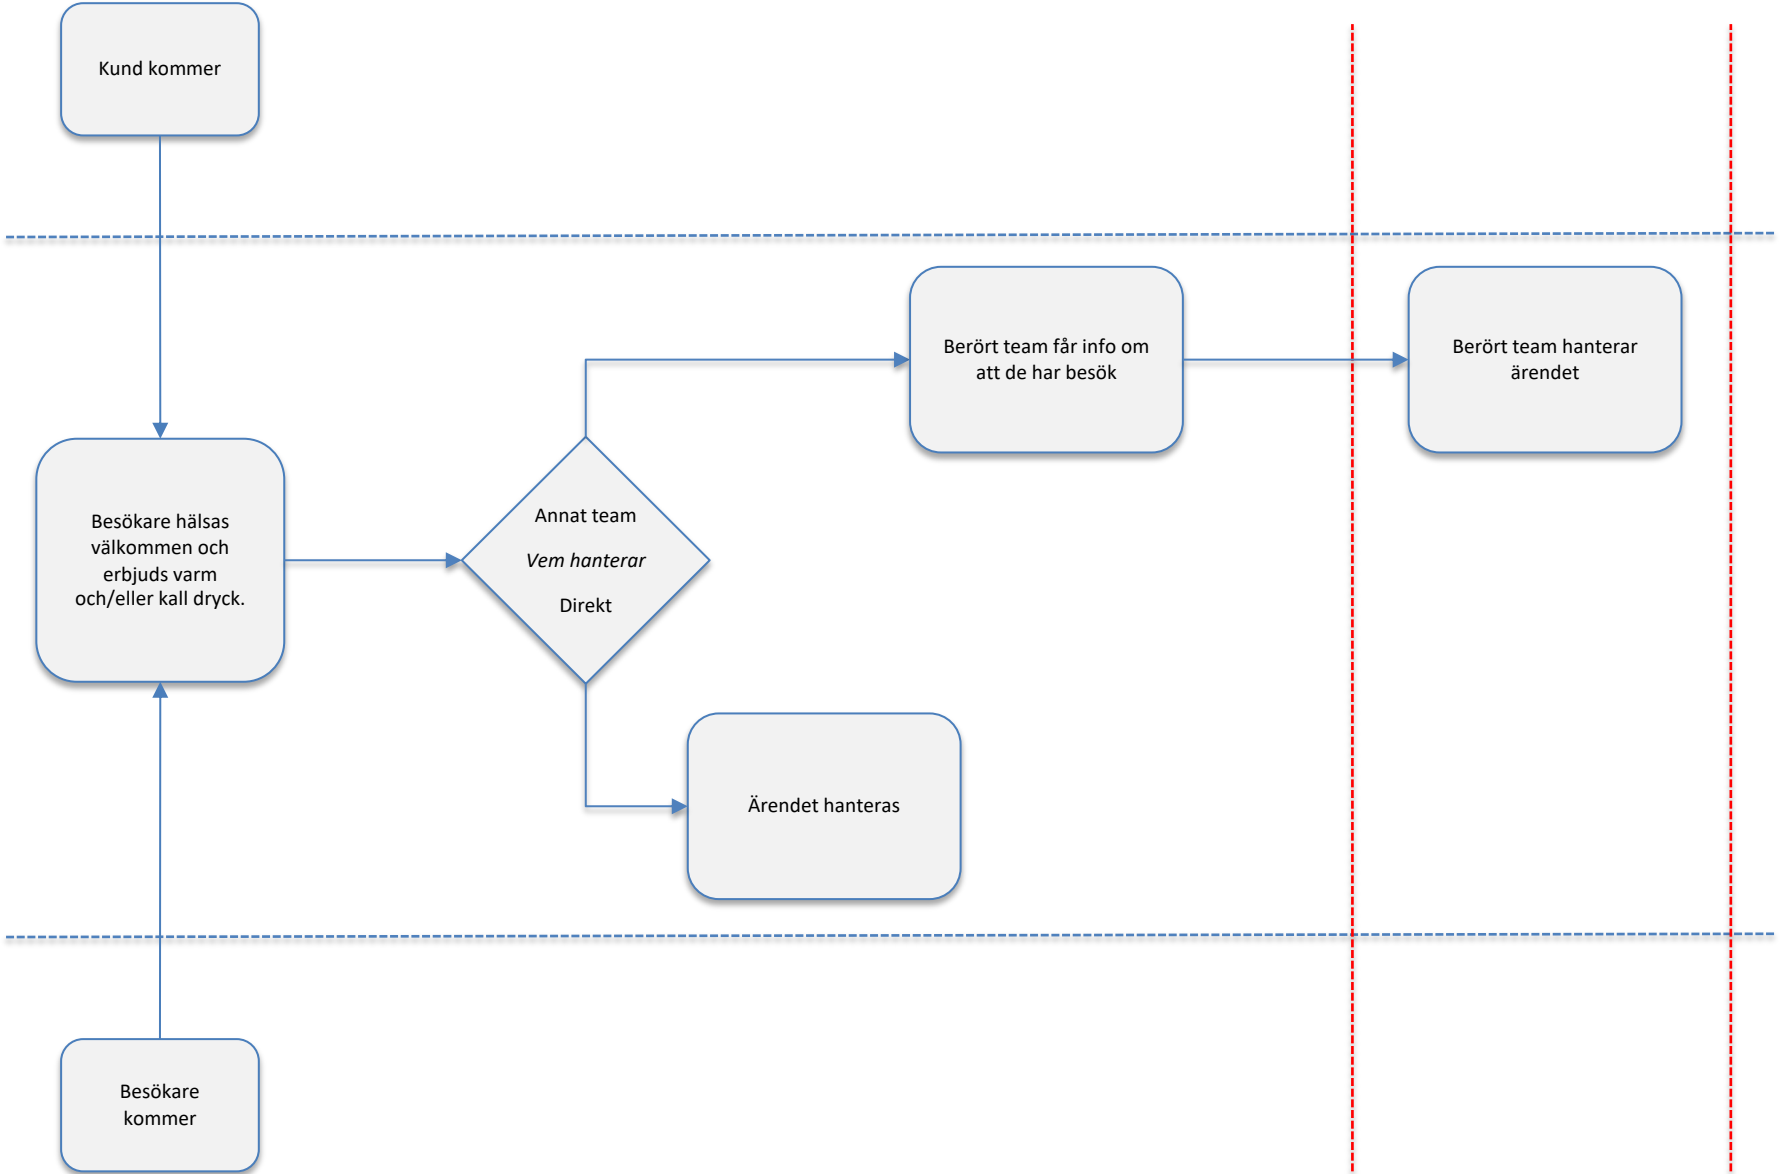 Kund kommer
Berört team får info om
att de har besök
Berört team hanterar
ärendet
Besökare hälsas
välkommen och
erbjuds varm
och/eller kall dryck.
Annat team
Vem hanterar
Direkt
Ärendet hanteras
Besökare
kommer